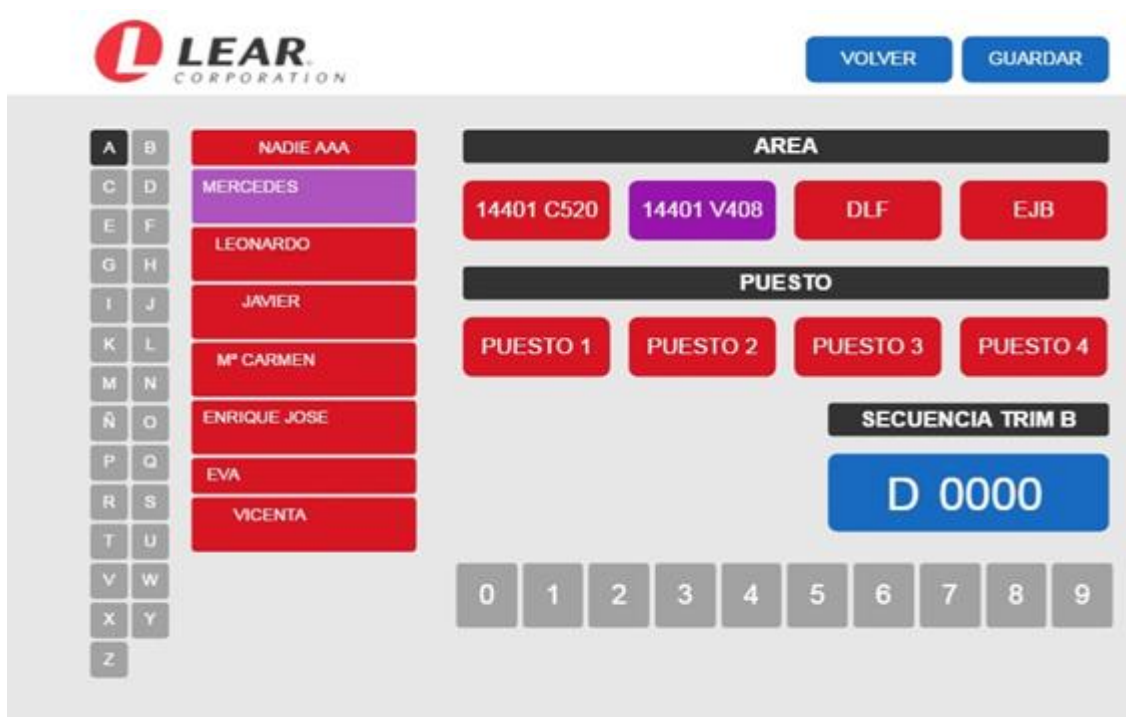 LEAR
CORPORATION
VOLVER
GUARDAR
A B
C D
E F
G H
I J
K L
M N
Ñ O
P Q
R S
T U
V W
X Y
Z
NADIE AAA
MERCEDES
LEONARDO
JAVIER
Mª CARMEN
ENRIQUE JOSE
EVA
VICENTA
AREA
14401 C520 14401 V408 DLF EJB
PUESTO
PUESTO 1 PUESTO 2 PUESTO 3 PUESTO 4
SECUENCIA TRIM B
D 0000
0 1 2 3 4 5 6 7 8 9